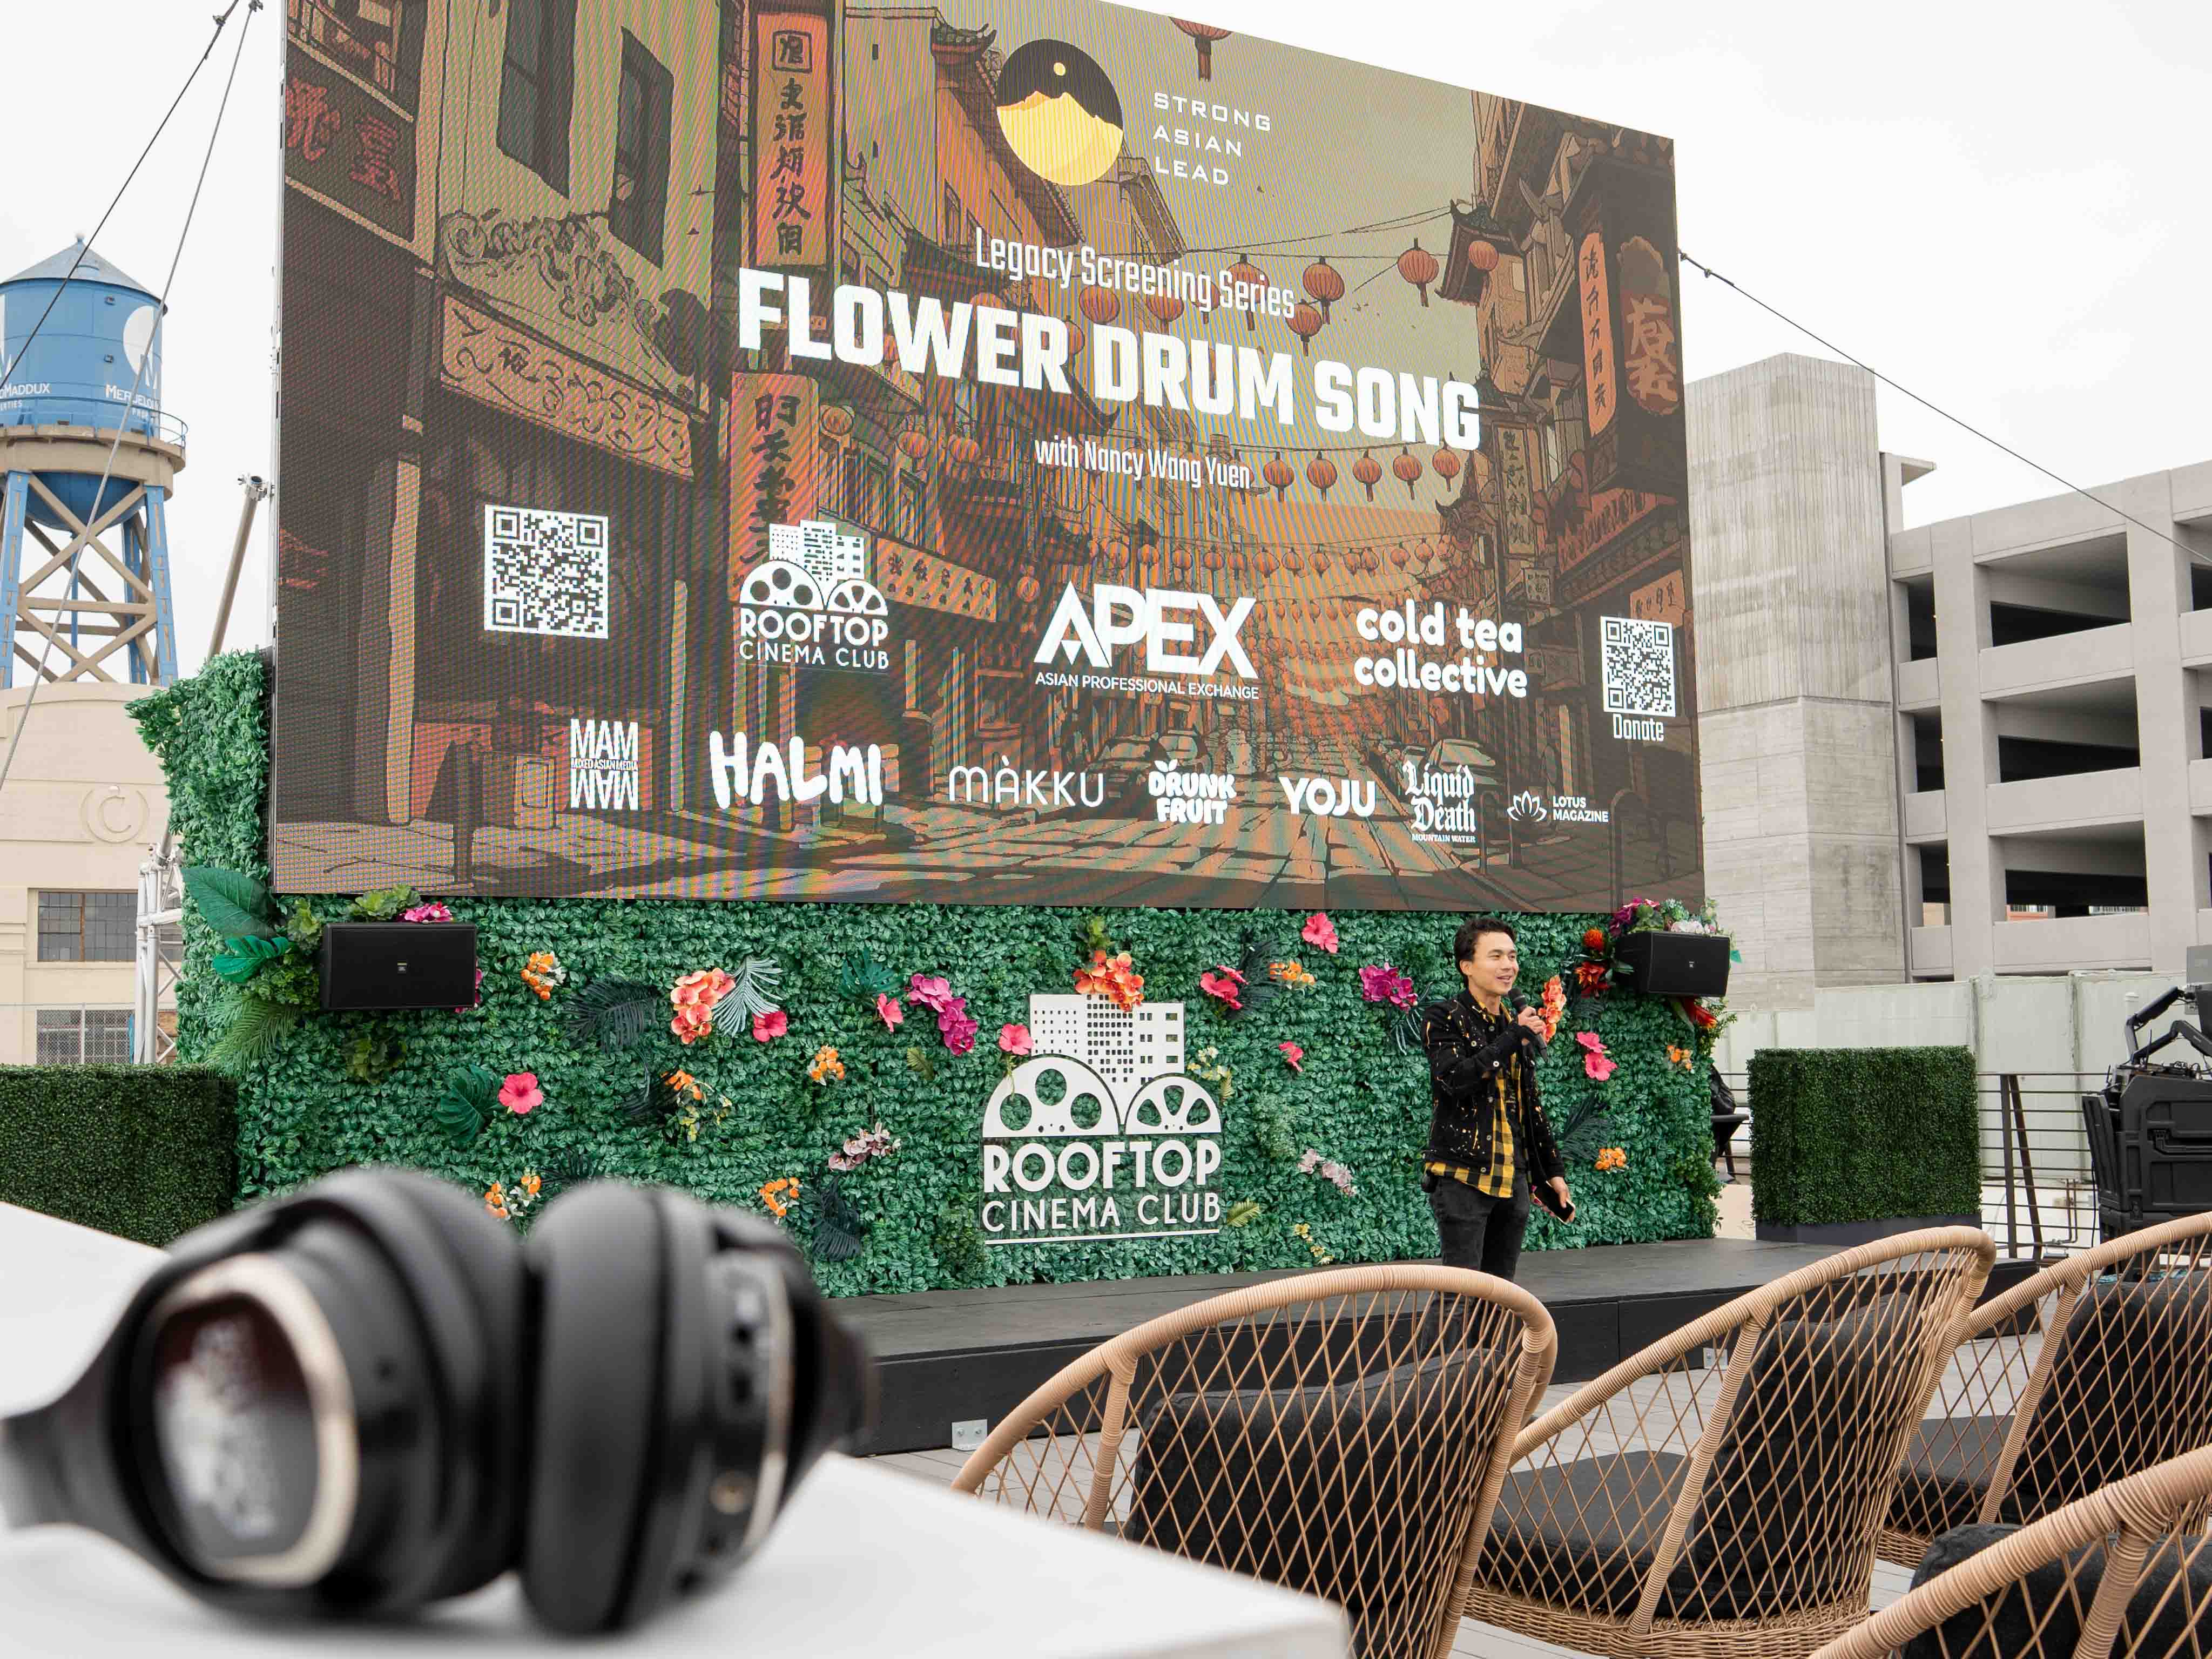 STRONG
ASIAN
LEAD
Legacy Screening Series
FLOWER DRUM SONG
with Nancy Wang Yuen
ROOFTOP
CINEMA CLUB
APEX
ASIAN PROFESSIONAL EXCHANGE
cold tea
collective
Donate
MAM
MIXED ASIAN MEDIA
MAM
HALMI
MÀKKU
DRUNK
FRUIT
YOJU
Liquid
Death
MOUNTAIN WATER
LOTUS
MAGAZINE
ROOFTOP
CINEMA CLUB